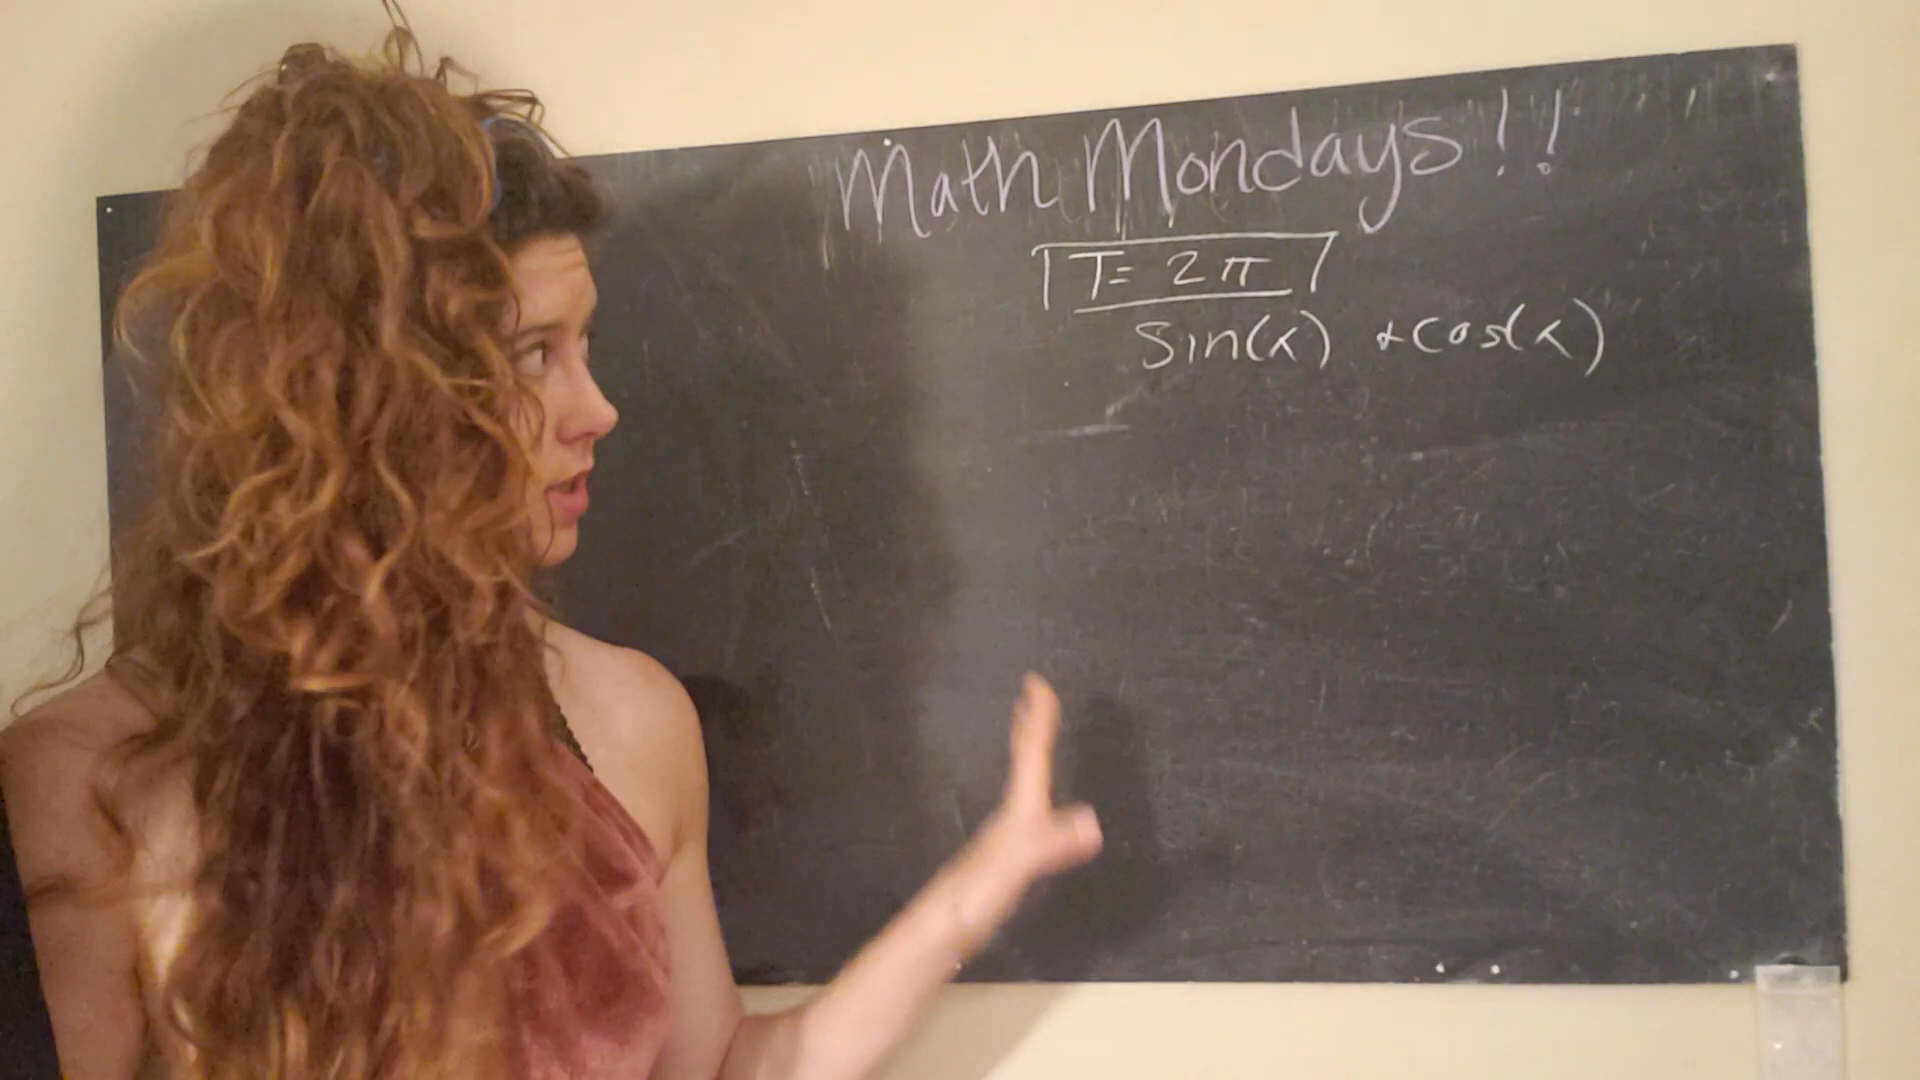 Math Mondays!!
T= 2π
sin(x) + cos(x)